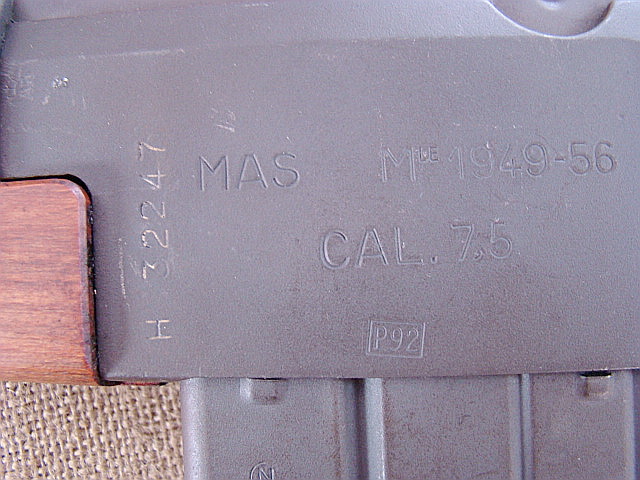 MAS MLE 1949-56
CAL. 7,5
P92
H 32247
N